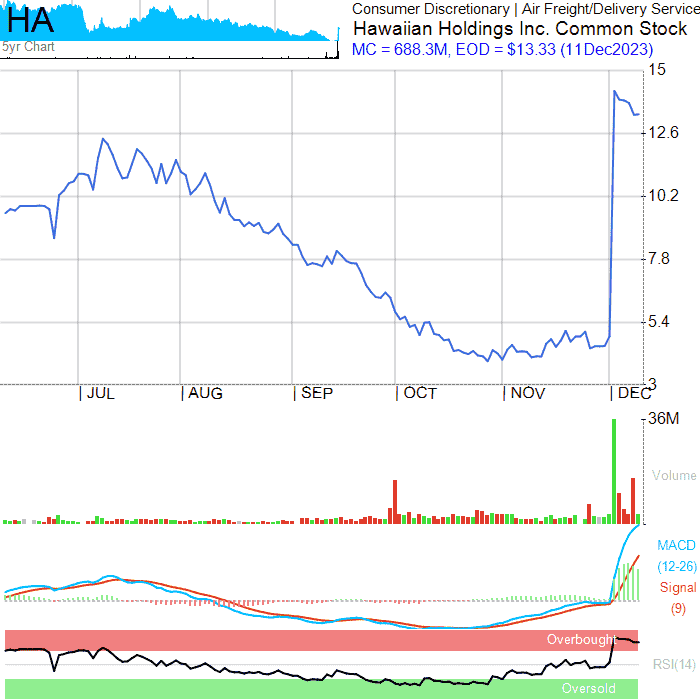 HA
5yr Chart
Consumer Discretionary | Air Freight/Delivery Service
Hawaiian Holdings Inc. Common Stock
MC = 688.3M, EOD = $13.33 (11Dec2023)
15
12.6
10.2
7.8
5.4
3
| JUL
| AUG
| SEP
| OCT
| NOV
| DEC
36M
Volume
MACD
(12-26)
Signal
(9)
Overbought
RSI(14)
Oversold